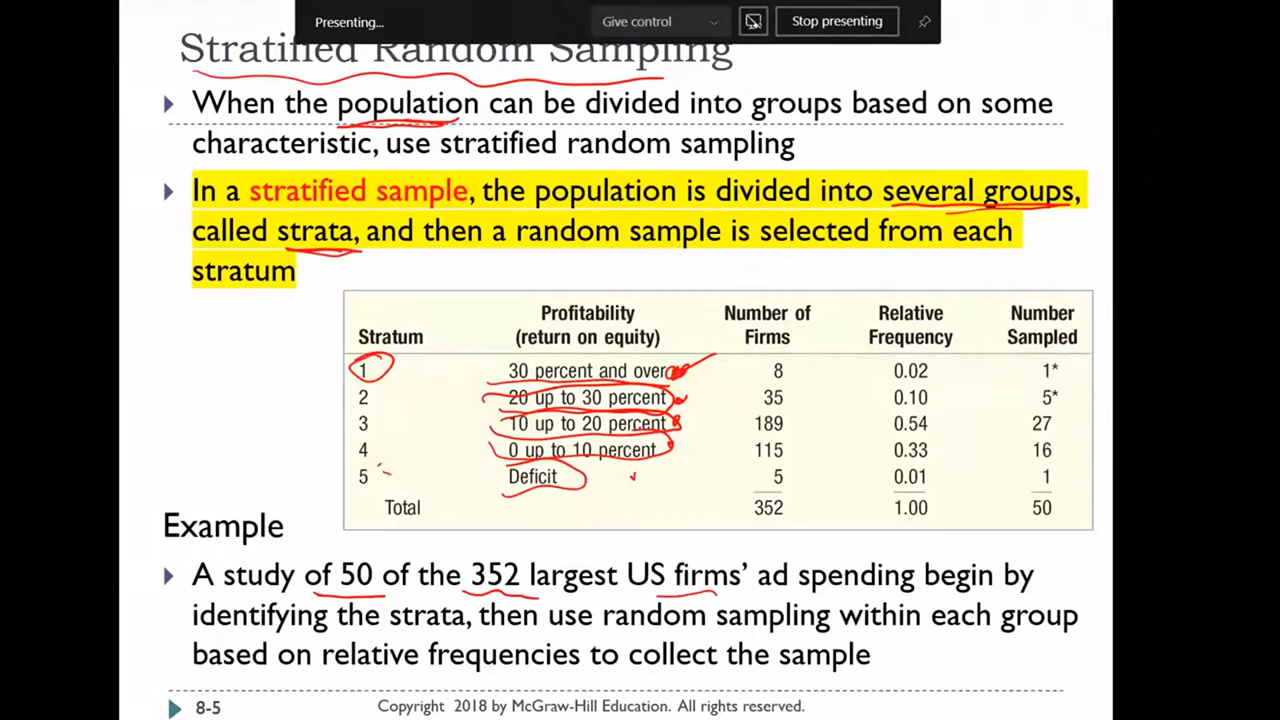 Presenting...
Give control
Stop presenting
Stratified Random Sampling
When the population can be divided into groups based on some
characteristic, use stratified random sampling
In a stratified sample, the population is divided into several groups,
called strata, and then a random sample is selected from each
stratum
Stratum Profitability (return on equity) Number of Firms Relative Frequency Number Sampled
1 30 percent and over 8 0.02 1*
2 20 up to 30 percent 35 0.10 5*
3 10 up to 20 percent 189 0.54 27
4 0 up to 10 percent 115 0.33 16
5 Deficit 5 0.01 1
Total 352 1.00 50
Example
A study of 50 of the 352 largest US firms’ ad spending begin by
identifying the strata, then use random sampling within each group
based on relative frequencies to collect the sample
8-5 Copyright 2018 by McGraw-Hill Education. All rights reserved.